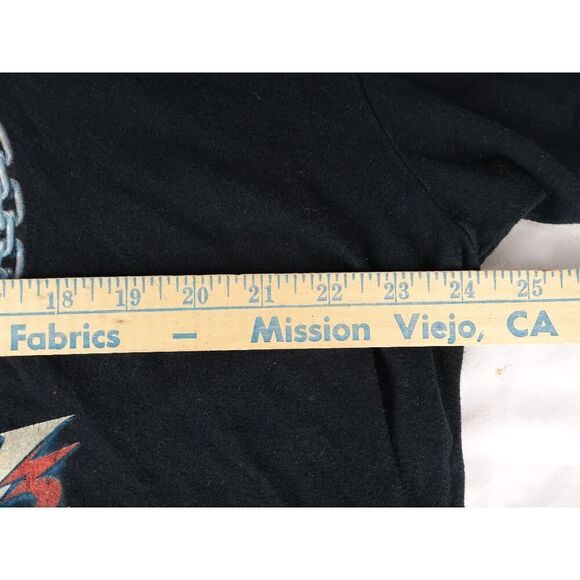 18 19 20 21 22 23 24 25
Fabrics — Mission Viejo, CA